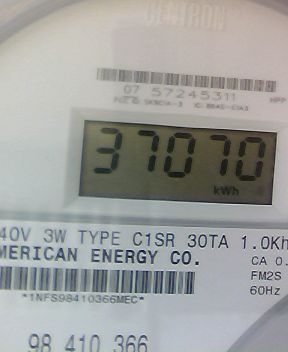 CENTRON
07 57245311
37070
kWh
40V 3W TYPE C1SR 30TA 1.0Kh
MERICAN ENERGY CO.
CA 0.
FM2S
*1NFS98410366MEC*
60Hz
98 410 366